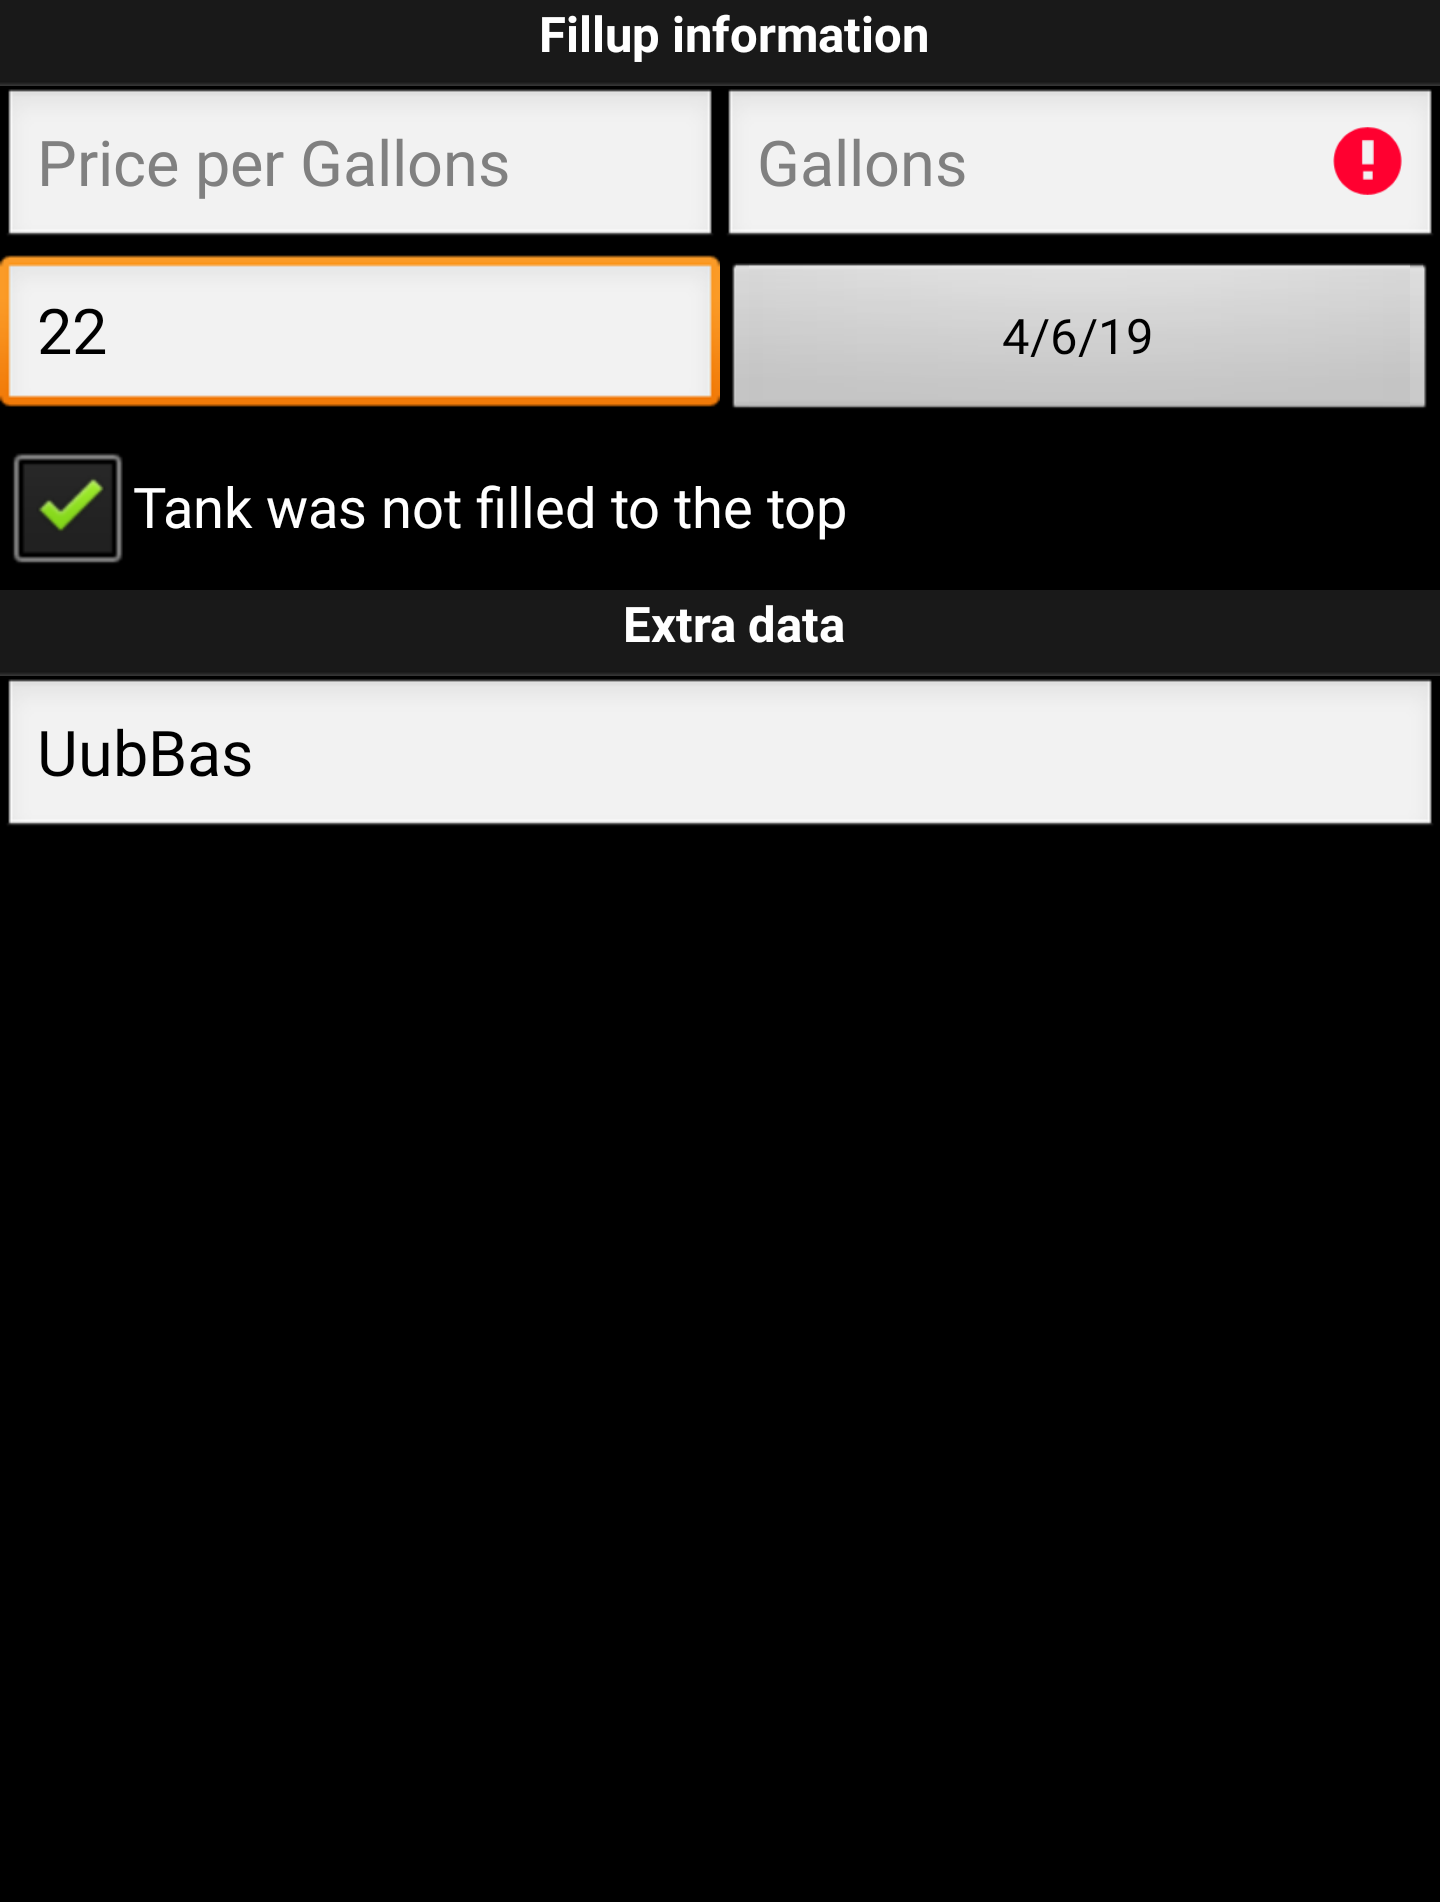 Fillup information
Price per Gallons
Gallons
22
4/6/19
Tank was not filled to the top
Extra data
UubBas